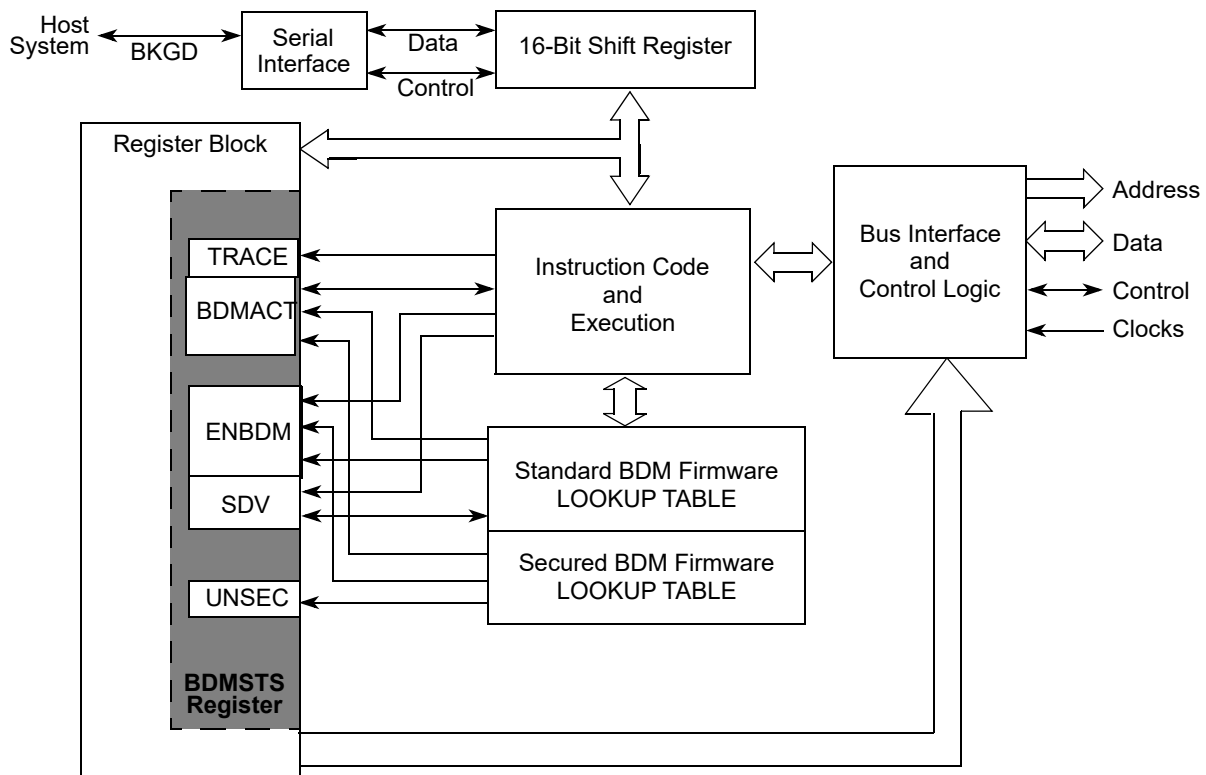 Host
System
BKGD
Serial
Interface
Data
Control
16-Bit Shift Register
Register Block
TRACE
BDMACT
ENBDM
SDV
UNSEC
BDMSTS
Register
Instruction Code
and
Execution
Standard BDM Firmware
LOOKUP TABLE
Secured BDM Firmware
LOOKUP TABLE
Bus Interface
and
Control Logic
Address
Data
Control
Clocks